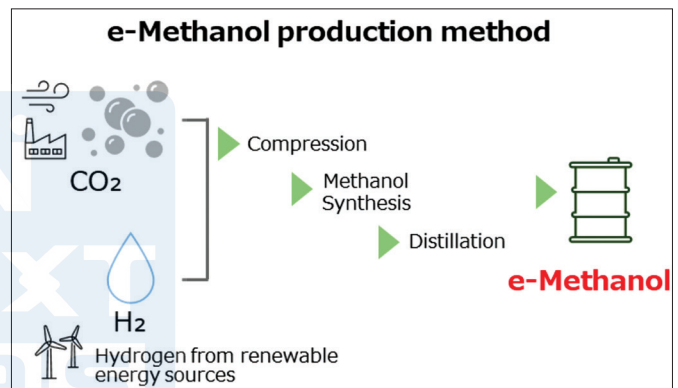 e-Methanol production method
CO₂
H₂
Hydrogen from renewable
energy sources
Compression
Methanol
Synthesis
Distillation
e-Methanol